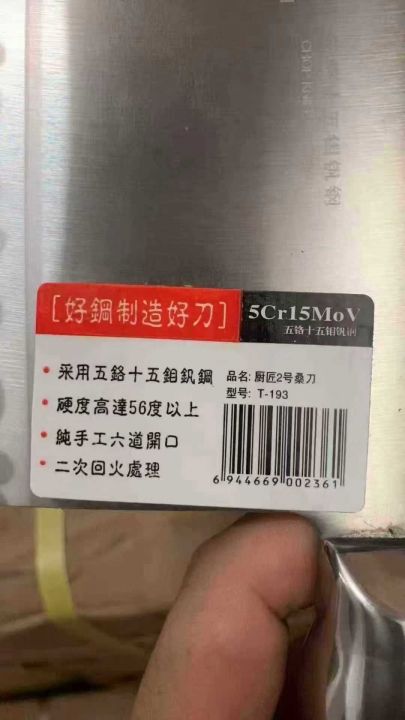 [好鋼制造好刀]
5Cr15MoV
五铬十五钼钒钢
• 采用五鉻十五鉬釩鋼
• 硬度高達56度以上
• 純手工六道開口
• 二次回火處理
品名: 厨匠2号桑刀
型号: T-193
6 944669 002361